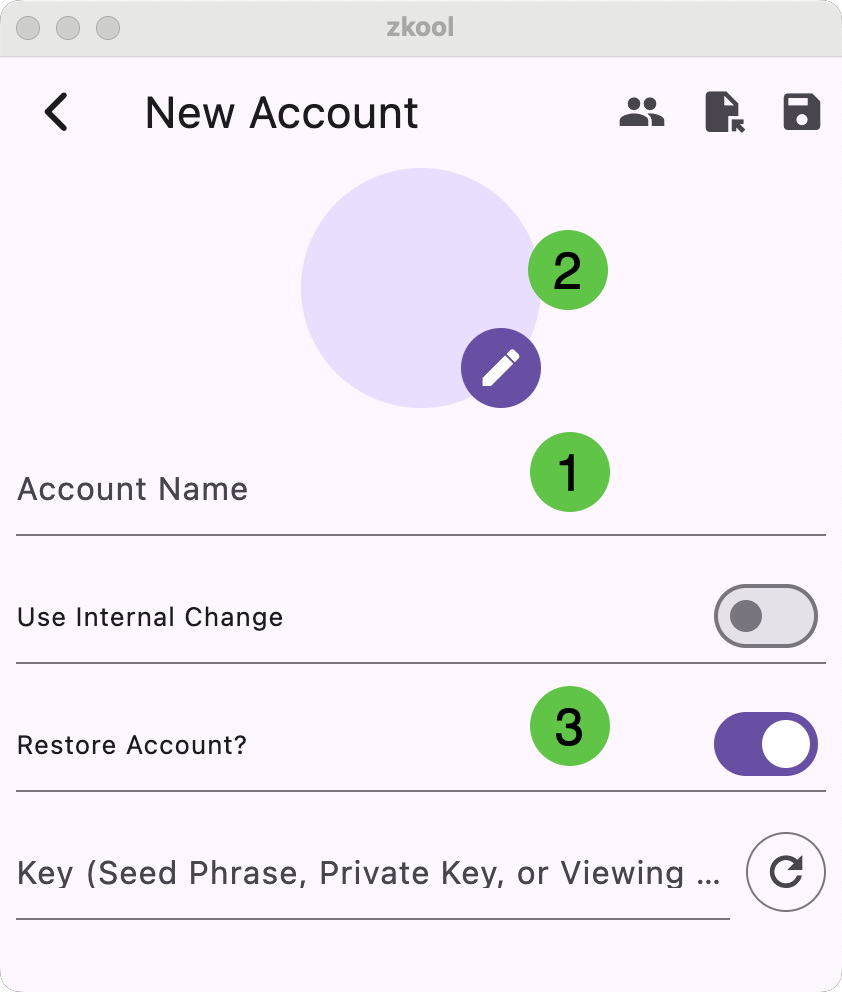 zkool
New Account
2
Account Name
1
Use Internal Change
Restore Account?
3
Key (Seed Phrase, Private Key, or Viewing ...